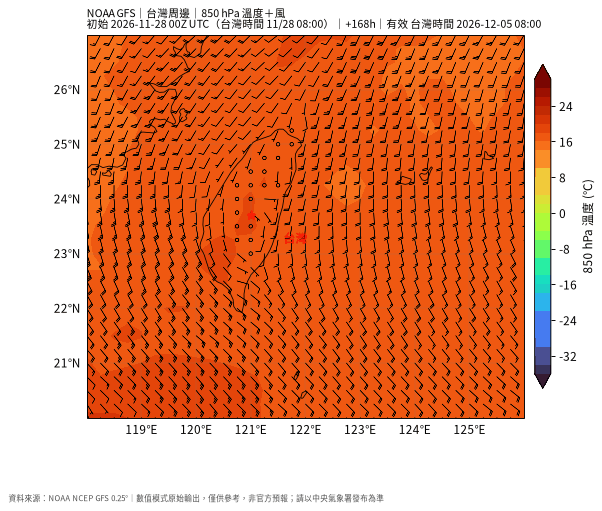 NOAA GFS｜台灣周邊｜850 hPa 溫度＋風
初始 2026-11-28 00Z UTC（台灣時間 11/28 08:00）｜+168h｜有效 台灣時間 2026-12-05 08:00
26°N
25°N
24°N
23°N
22°N
21°N
台灣
119°E 120°E 121°E 122°E 123°E 124°E 125°E
24
16
8
0
-8
-16
-24
-32
850 hPa 溫度 (°C)
資料來源：NOAA NCEP GFS 0.25°｜數值模式原始輸出，僅供參考，非官方預報；請以中央氣象署發布為準